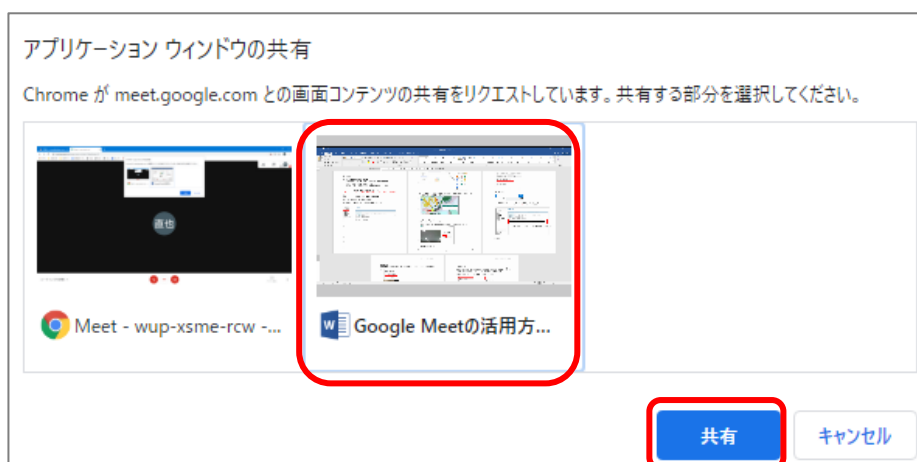 アプリケーション ウィンドウの共有
Chrome が meet.google.com との画面コンテンツの共有をリクエストしています。共有する部分を選択してください。
直也
Meet - wup-xsme-rcw -...
Google Meetの活用方...
共有
キャンセル